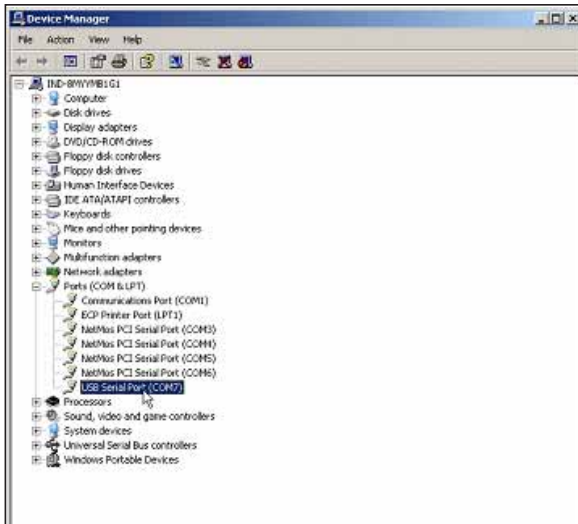 Device Manager
File Action View Help
IND-8MVYMB1G1
Computer
Disk drives
Display adapters
DVD/CD-ROM drives
Floppy disk controllers
Floppy disk drives
Human Interface Devices
IDE ATA/ATAPI controllers
Keyboards
Mice and other pointing devices
Monitors
Multifunction adapters
Network adapters
Ports (COM & LPT)
Communications Port (COM1)
ECP Printer Port (LPT1)
NetMos PCI Serial Port (COM3)
NetMos PCI Serial Port (COM4)
NetMos PCI Serial Port (COM5)
NetMos PCI Serial Port (COM6)
USB Serial Port (COM7)
Processors
Sound, video and game controllers
System devices
Universal Serial Bus controllers
Windows Portable Devices